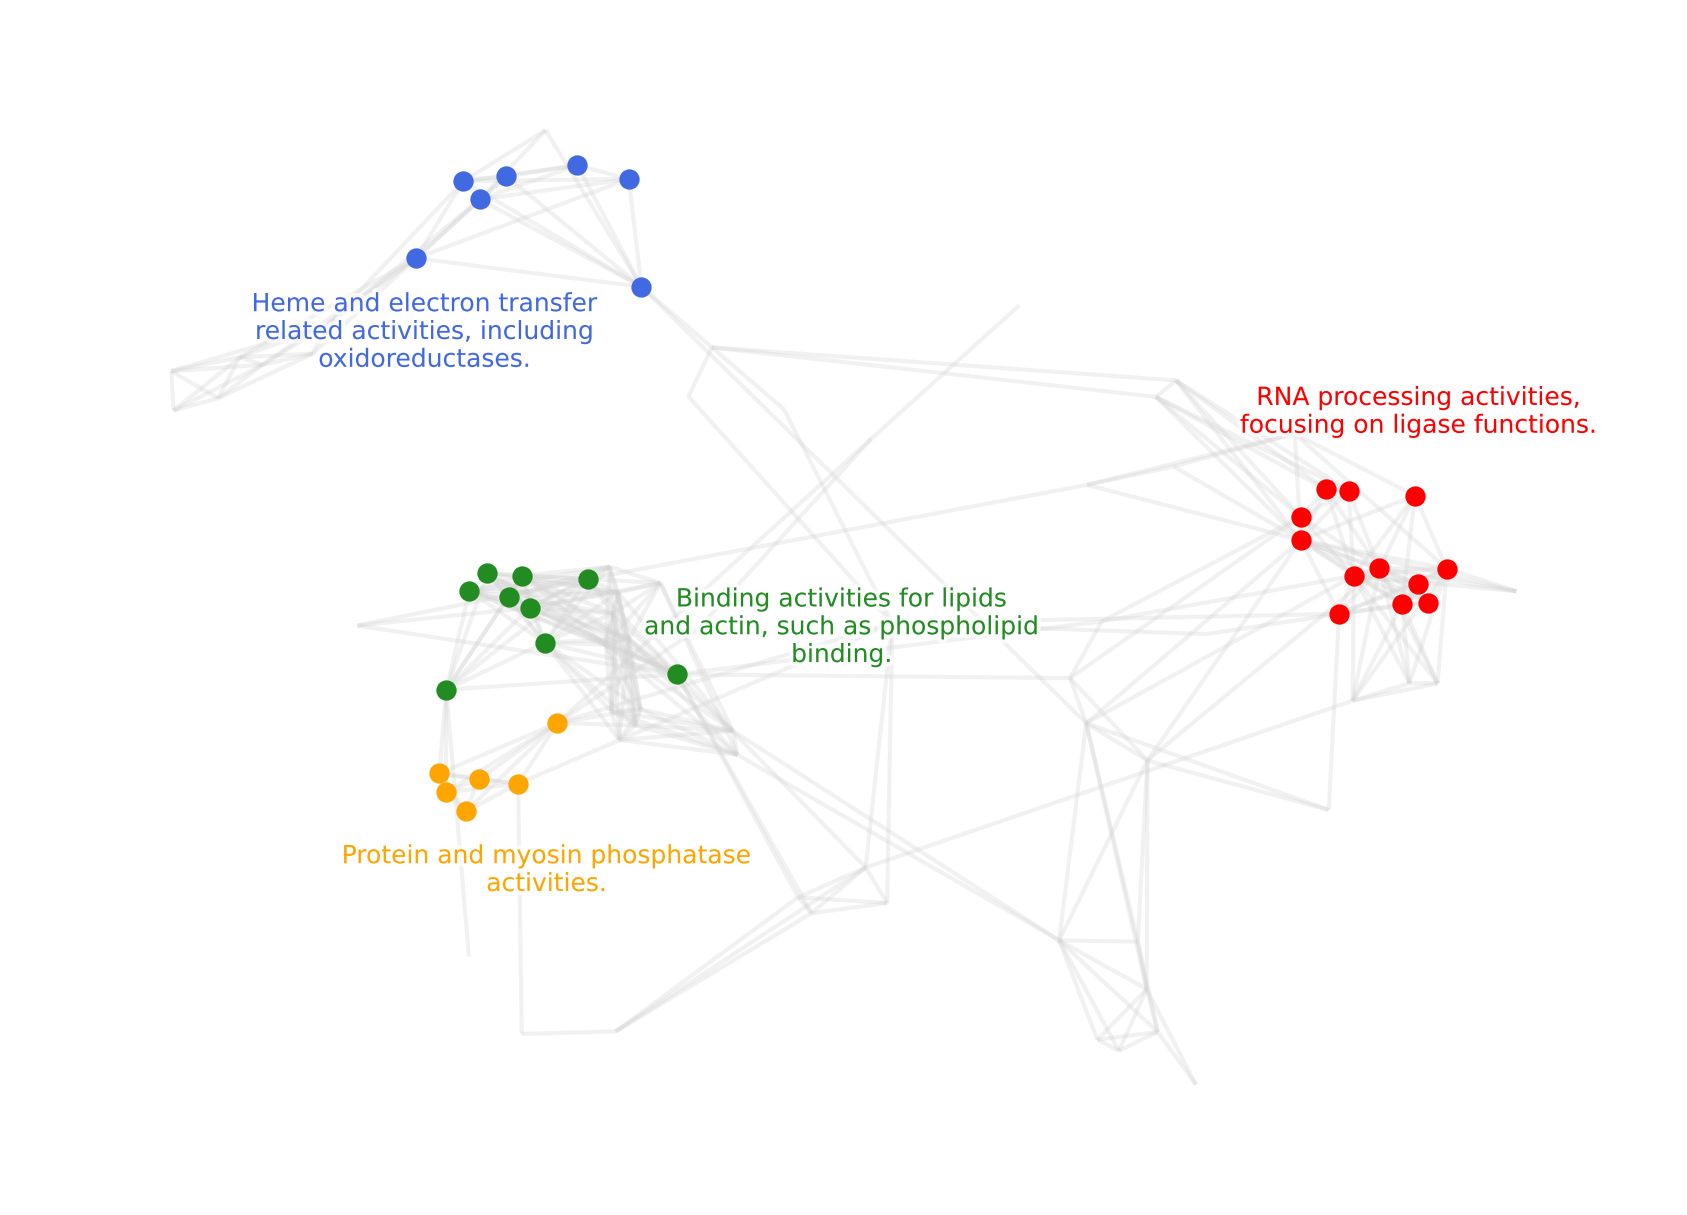 Heme and electron transfer
related activities, including
oxidoreductases.
RNA processing activities,
focusing on ligase functions.
Binding activities for lipids
and actin, such as phospholipid
binding.
Protein and myosin phosphatase
activities.